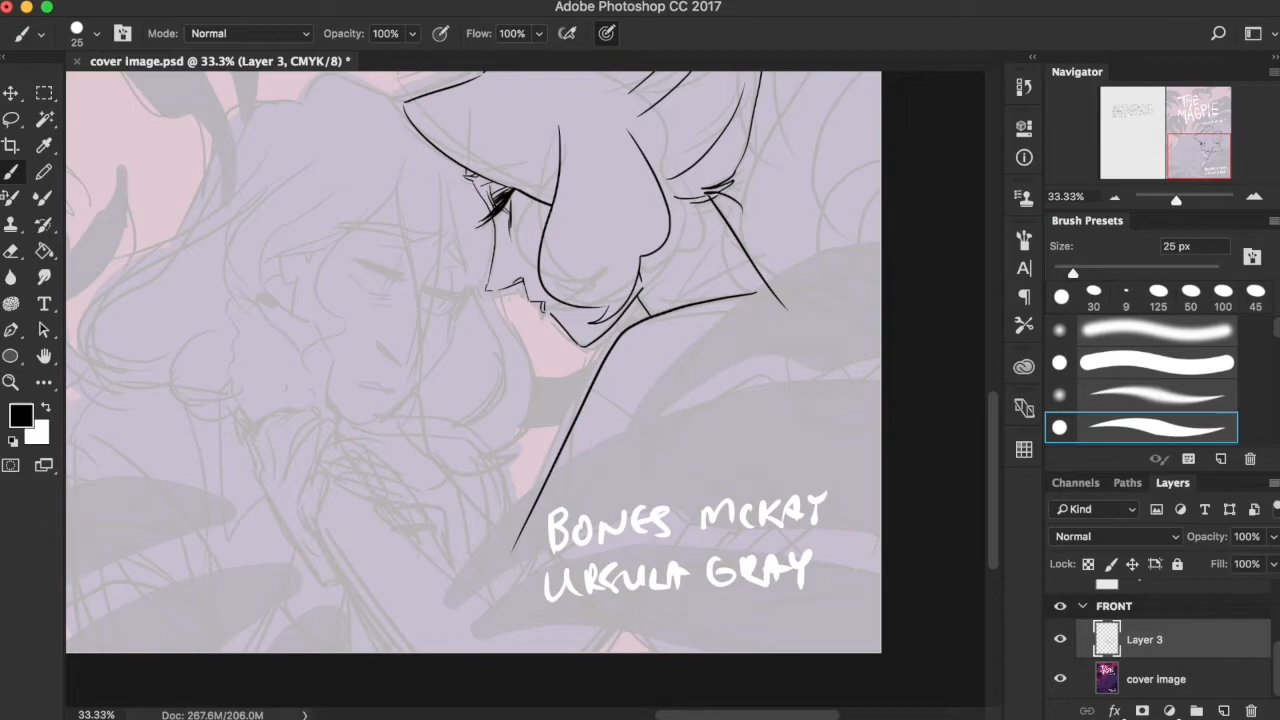 Adobe Photoshop CC 2017
25 Mode: Normal Opacity: 100% Flow: 100%
× cover image.psd @ 33.3% (Layer 3, CMYK/8) *
Navigator
THE
MAGPIE
33.33%
Brush Presets
Size: 25 px
30 9 125 50 100 45
BONES MCKAY
URSULA GRAY
Channels Paths Layers
Kind
Normal Opacity: 100%
Lock: Fill: 100%
FRONT
Layer 3
cover image
fx
33.33% Doc: 267.6M/206.0M